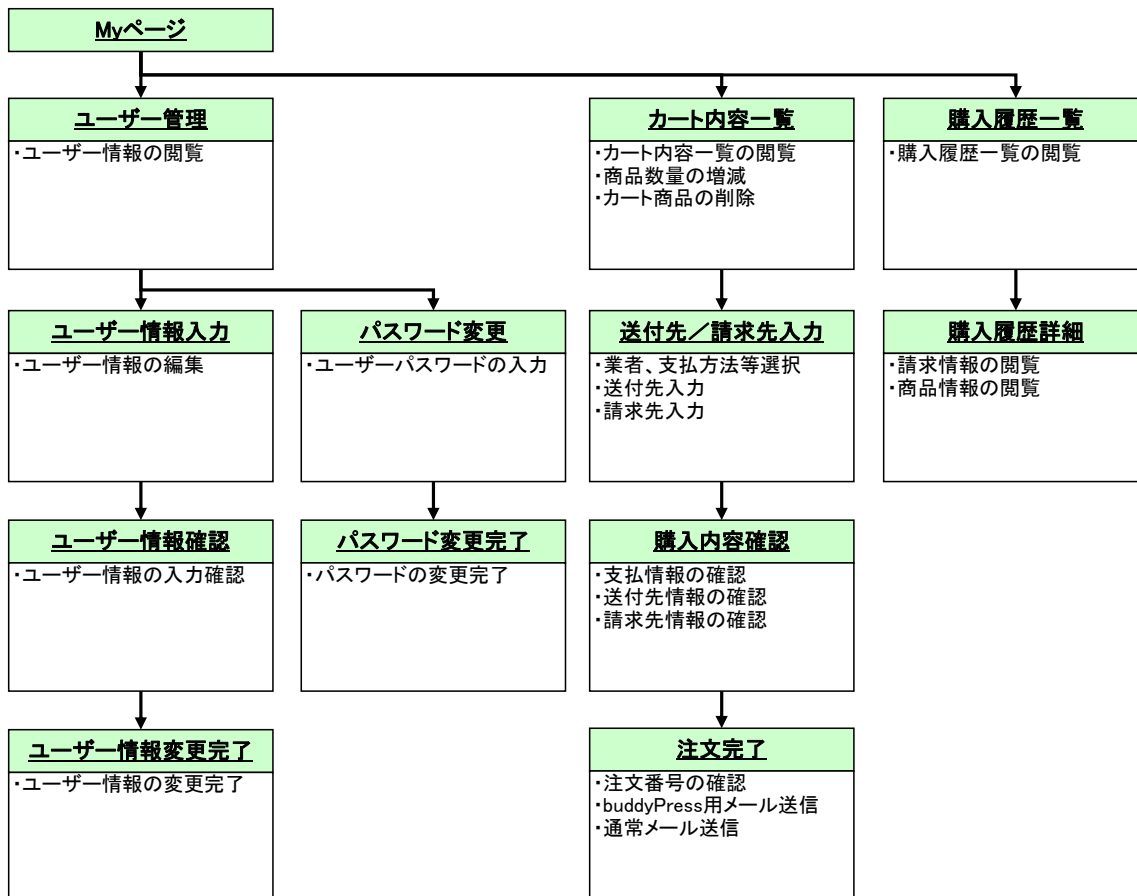 Myページ
ユーザー管理
・ユーザー情報の閲覧
カート内容一覧
・カート内容一覧の閲覧
・商品数量の増減
・カート商品の削除
購入履歴一覧
・購入履歴一覧の閲覧
ユーザー情報入力
・ユーザー情報の編集
パスワード変更
・ユーザーパスワードの入力
送付先／請求先入力
・業者、支払方法等選択
・送付先入力
・請求先入力
購入履歴詳細
・請求情報の閲覧
・商品情報の閲覧
ユーザー情報確認
・ユーザー情報の入力確認
パスワード変更完了
・パスワードの変更完了
購入内容確認
・支払情報の確認
・送付先情報の確認
・請求先情報の確認
ユーザー情報変更完了
・ユーザー情報の変更完了
注文完了
・注文番号の確認
・buddyPress用メール送信
・通常メール送信